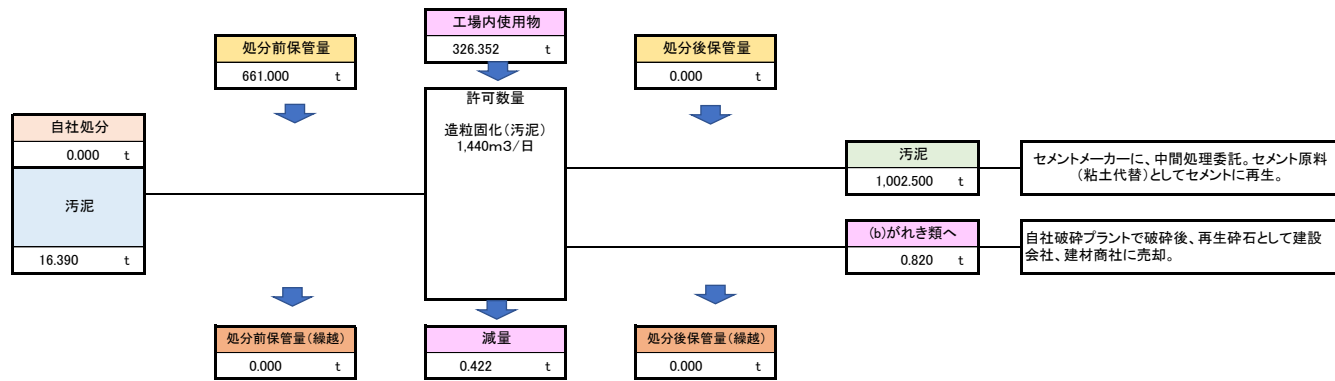 工場内使用物
326.352 t
処分前保管量
661.000 t
処分後保管量
0.000 t
許可数量
造粒固化（汚泥）
1,440m3/日
自社処分
0.000 t
汚泥
16.390 t
汚泥
1,002.500 t
セメントメーカーに、中間処理委託。セメント原料
（粘土代替）としてセメントに再生。
(b)がれき類へ
0.820 t
自社破砕プラントで破砕後、再生砕石として建設
会社、建材商社に売却。
処分前保管量（繰越）
0.000 t
減量
0.422 t
処分後保管量（繰越）
0.000 t